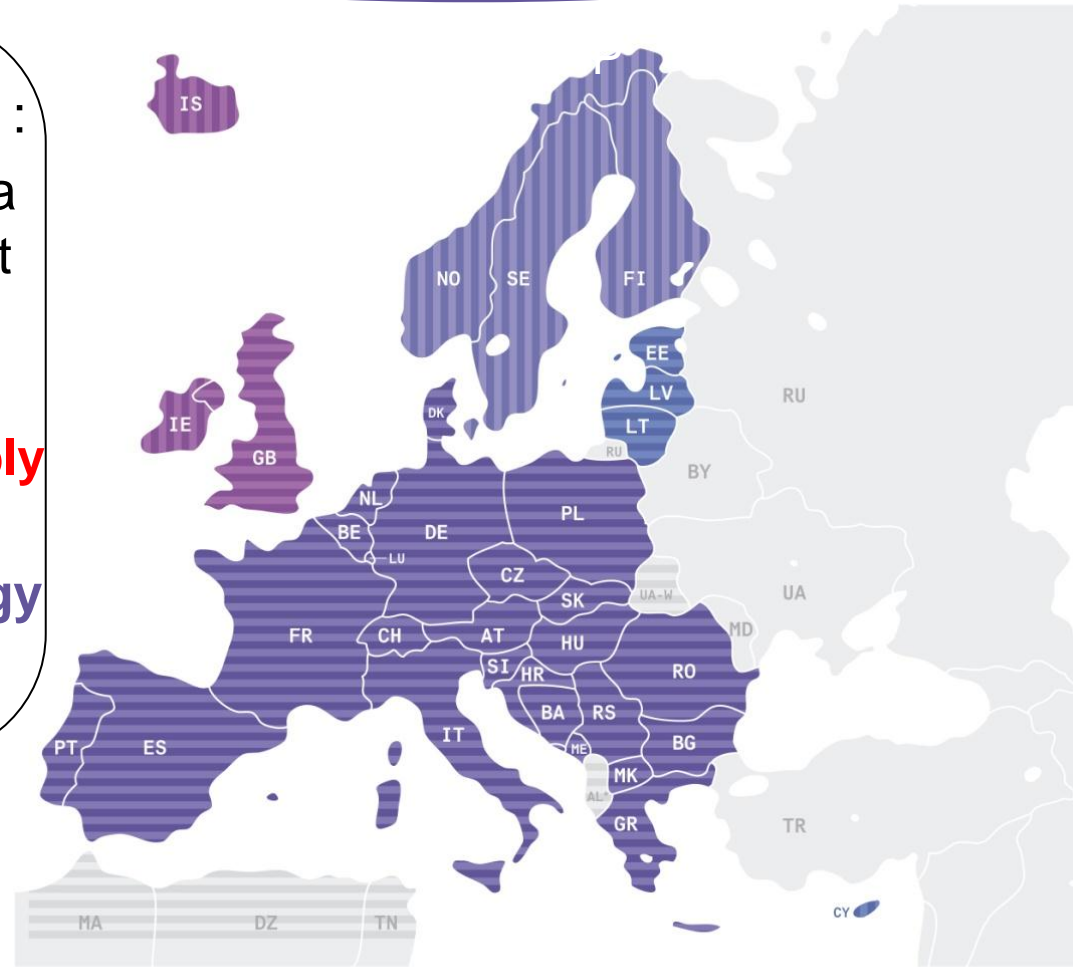 :
a
t
ply
gy
p
IS
NO
SE
FI
EE
LV
LT
RU
RU
BY
DK
IE
GB
NL
BE
LU
DE
PL
CZ
SK
UA-W
UA
MD
FR
CH
AT
HU
SI
HR
RO
BA
RS
ME
BG
MK
AL*
GR
IT
PT
ES
TR
MA
DZ
TN
CY